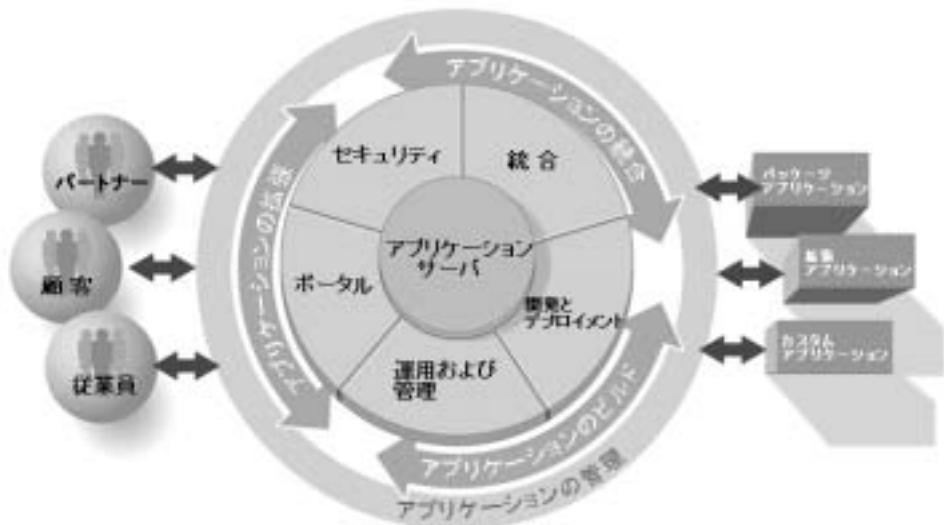 アプリケーションの統合
セキュリティ
統合
パートナー
パッケージ
アプリケーション
アプリケーションの拡張
アプリケーション
サーバ
顧客
ポータル
拡張
アプリケーション
開発と
デプロイメント
従業員
運用および
管理
カスタム
アプリケーション
アプリケーションのビルド
アプリケーションの管理